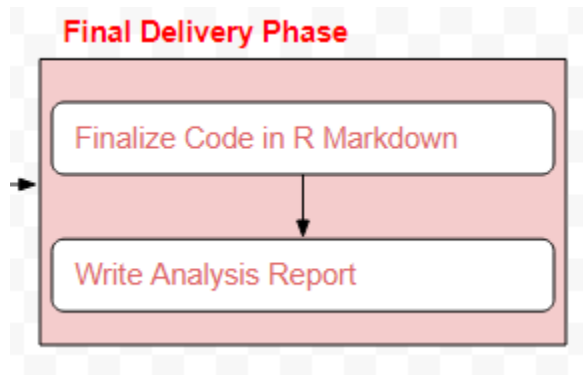 Final Delivery Phase
Finalize Code in R Markdown
Write Analysis Report